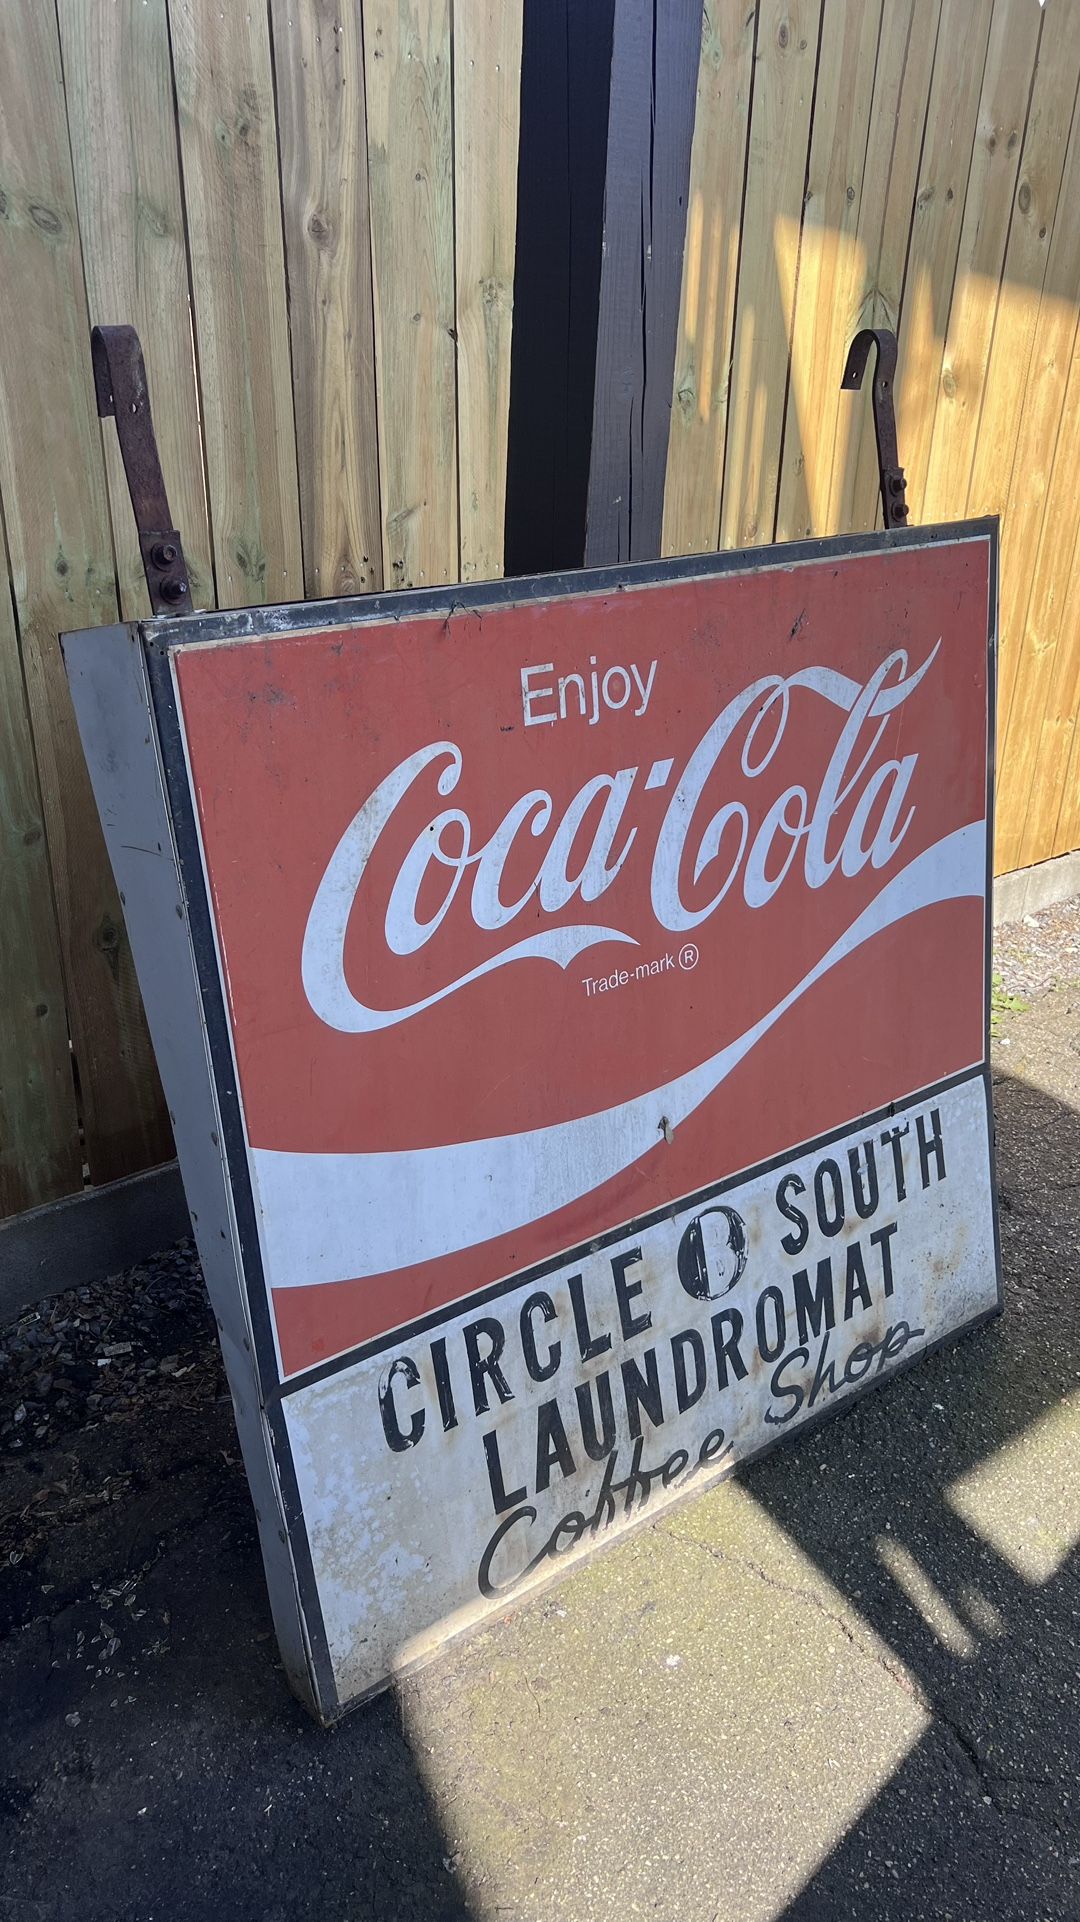 Enjoy
Coca-Cola
Trade-mark ®
CIRCLE B SOUTH
LAUNDROMAT
Coffee Shop